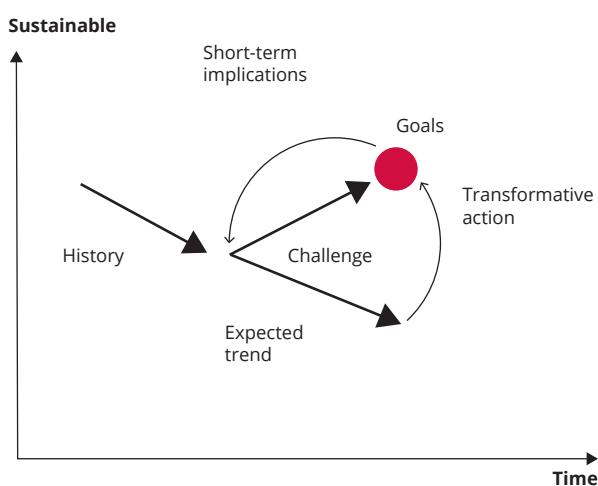 Sustainable
Short-term
implications
Goals
Transformative
action
History
Challenge
Expected
trend
Time